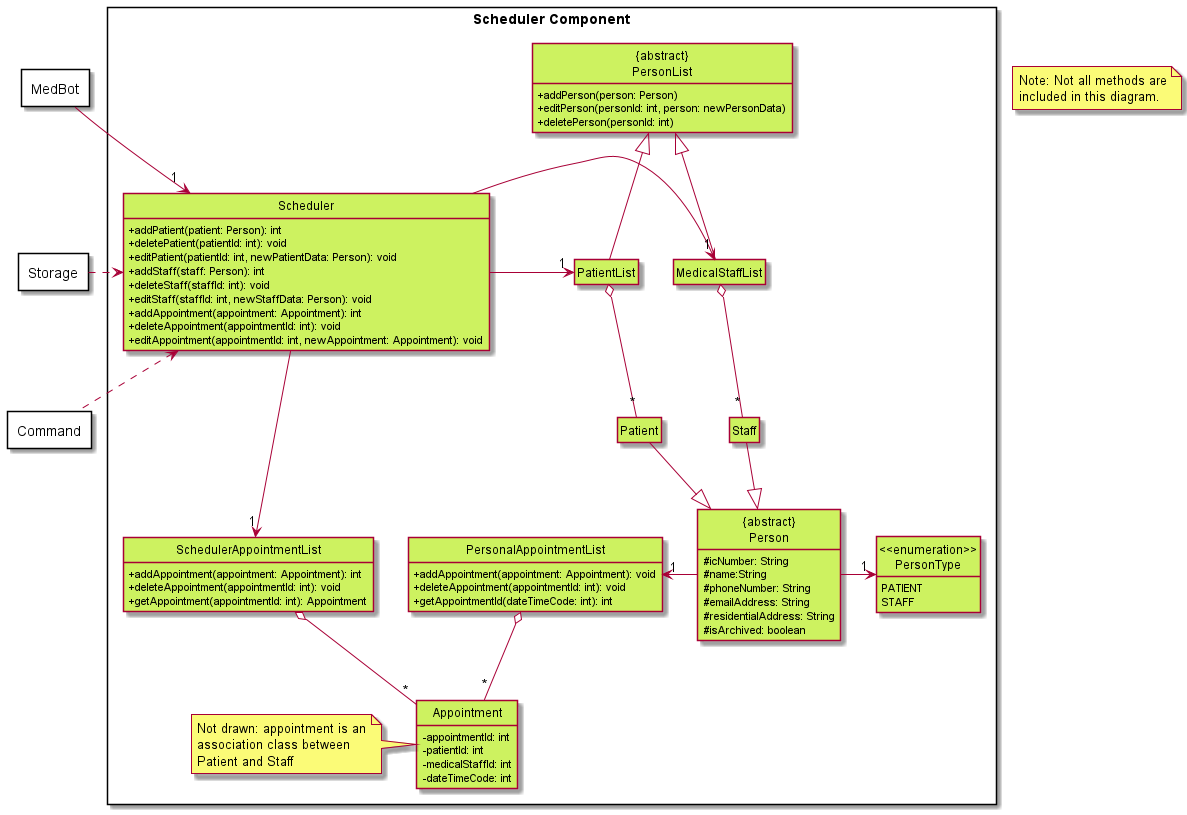 Scheduler Component
{abstract}
PersonList
+addPerson(person: Person)
+editPerson(personId: int, person: newPersonData)
+deletePerson(personId: int)
Note: Not all methods are
included in this diagram.
MedBot
1
Scheduler
+addPatient(patient: Person): int
+deletePatient(patientId: int): void
+editPatient(patientId: int, newPatientData: Person): void
+addStaff(staff: Person): int
+deleteStaff(staffId: int): void
+editStaff(staffId: int, newStaffData: Person): void
+addAppointment(appointment: Appointment): int
+deleteAppointment(appointmentId: int): void
+editAppointment(appointmentId: int, newAppointment: Appointment): void
Storage
1
PatientList
1
MedicalStaffList
Command
*
Patient
*
Staff
1
SchedulerAppointmentList
+addAppointment(appointment: Appointment): int
+deleteAppointment(appointmentId: int): void
+getAppointment(appointmentId: int): Appointment
PersonalAppointmentList
+addAppointment(appointment: Appointment): void
+deleteAppointment(appointmentId: int): void
+getAppointmentId(dateTimeCode: int): int
1
{abstract}
Person
#icNumber: String
#name:String
#phoneNumber: String
#emailAddress: String
#residentialAddress: String
#isArchived: boolean
1
<<enumeration>>
PersonType
PATIENT
STAFF
*
*
Not drawn: appointment is an
association class between
Patient and Staff
Appointment
-appointmentId: int
-patientId: int
-medicalStaffId: int
-dateTimeCode: int